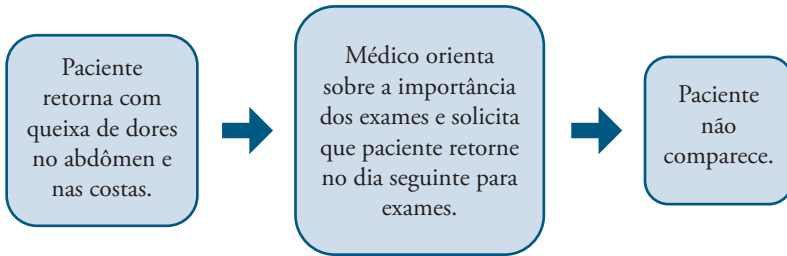 Paciente
retorna com
queixa de dores
no abdômen e
nas costas.
Médico orienta
sobre a importância
dos exames e solicita
que paciente retorne
no dia seguinte para
exames.
Paciente
não
comparece.